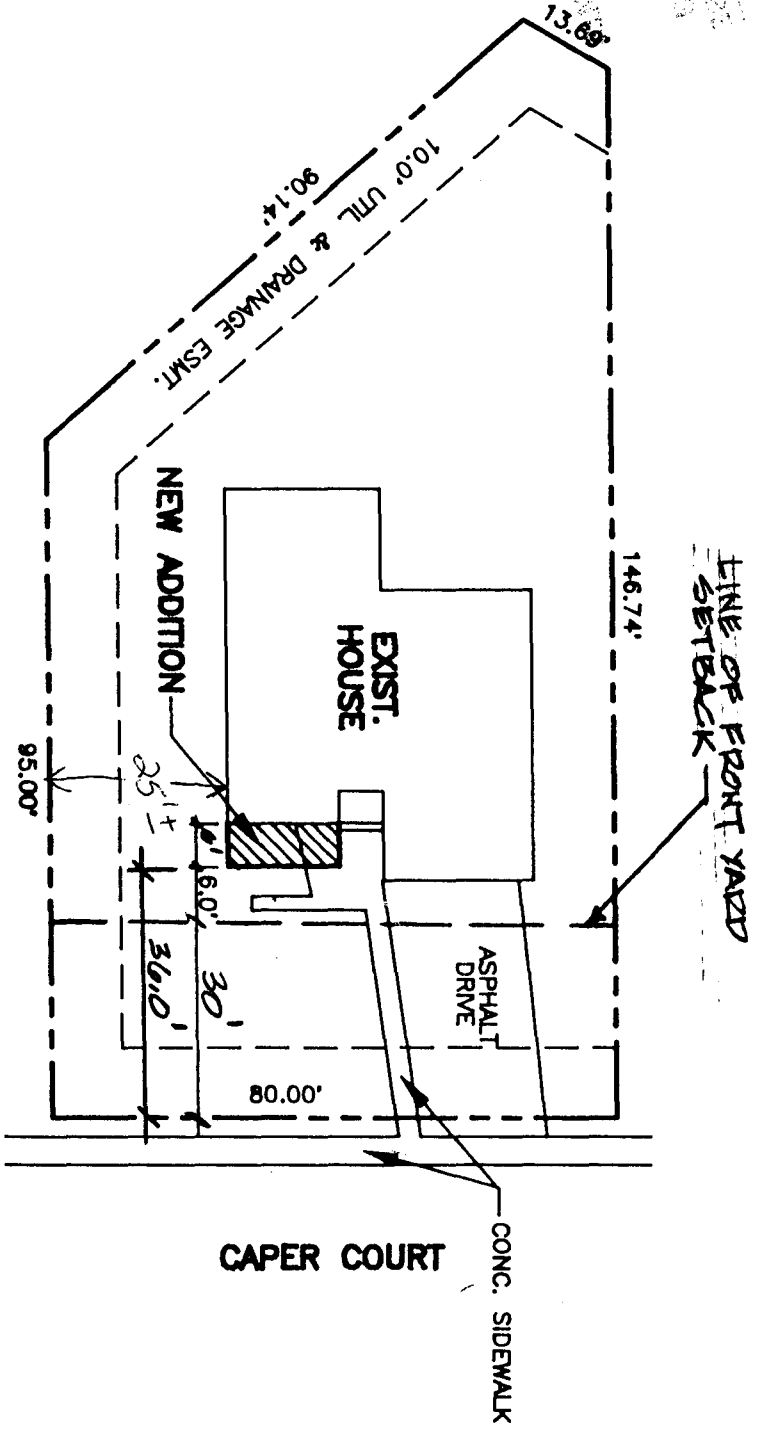 13.69'
90.14'
10.0' UTIL. & DRAINAGE ESMT.
146.74'
LINE OF FRONT YARD
SETBACK
NEW ADDITION
EXIST.
HOUSE
95.00'
25'±
6'
6.0'
30'
36.0'
ASPHALT
DRIVE
80.00'
CAPER COURT
CONC. SIDEWALK